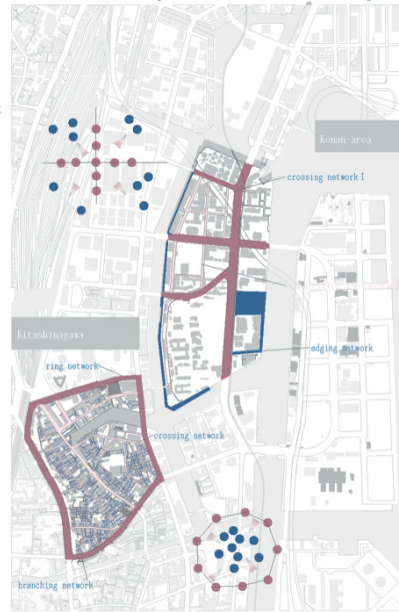 Konan-area
crossing network I
Kitashinagawa
edging network
ring network
crossing network
branching network